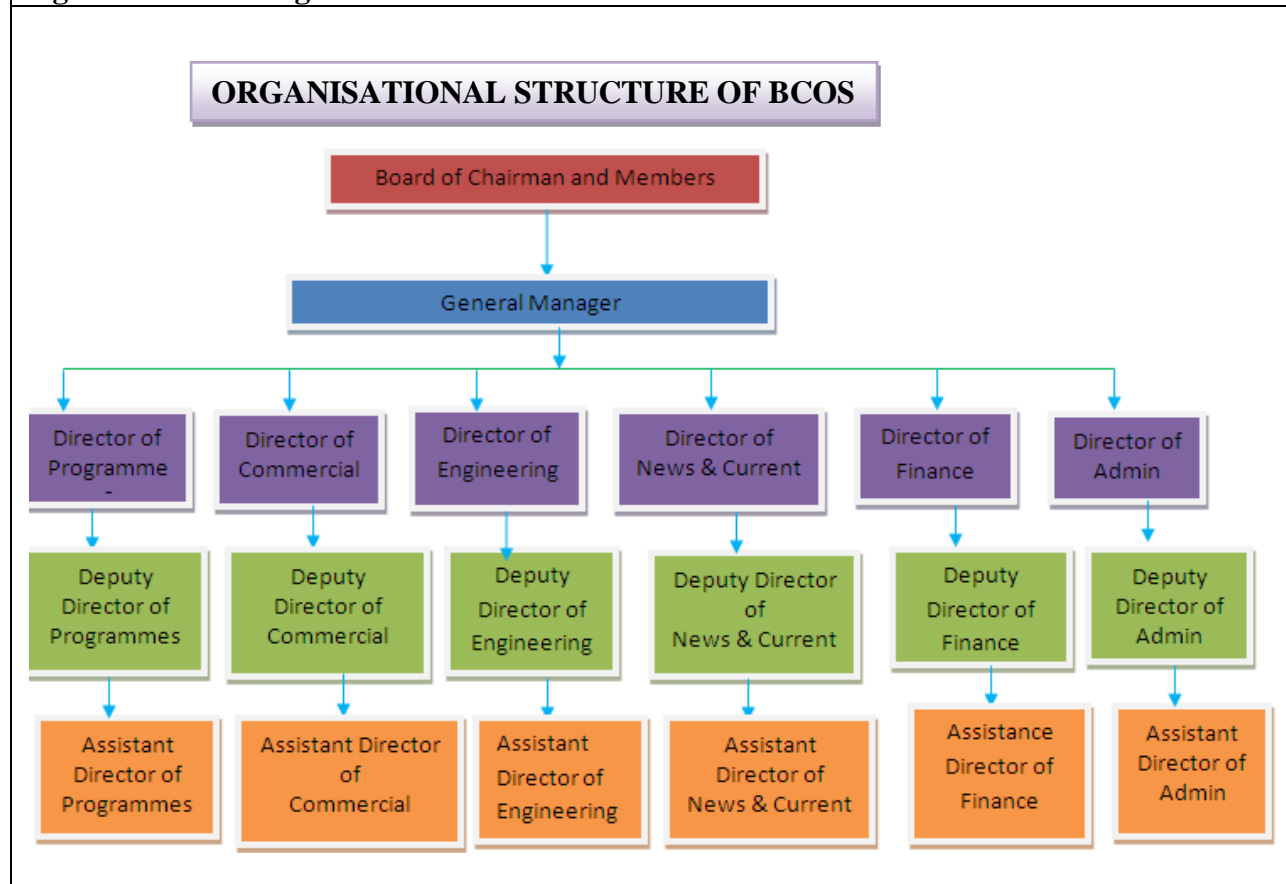 ORGANISATIONAL STRUCTURE OF BCOS
Board of Chairman and Members
General Manager
Director of
Programme
-
Director of
Commercial
Director of
Engineering
Director of
News & Current
Director of
Finance
Director of
Admin
Deputy
Director of
Programmes
Deputy
Director of
Commercial
Deputy
Director of
Engineering
Deputy Director
of
News & Current
Deputy
Director of
Finance
Deputy
Director of
Admin
Assistant
Director of
Programmes
Assistant Director
of
Commercial
Assistant
Director of
Engineering
Assistant
Director of
News & Current
Assistance
Director of
Finance
Assistant
Director of
Admin